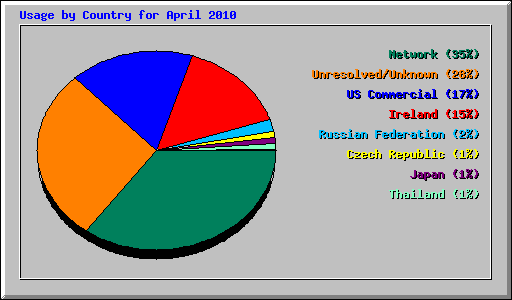 Usage by Country for April 2010
Network (35%)
Unresolved/Unknown (28%)
US Commercial (17%)
Ireland (15%)
Russian Federation (2%)
Czech Republic (1%)
Japan (1%)
Thailand (1%)